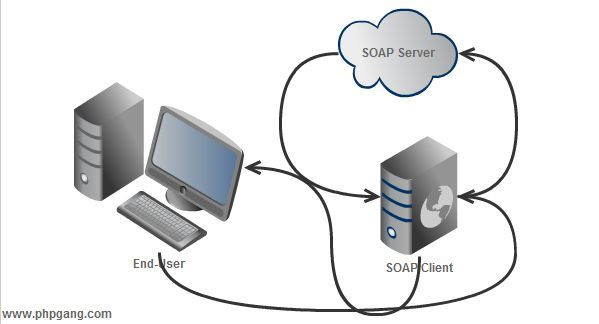 SOAP Server
End-User
SOAP Client
www.phpgang.com